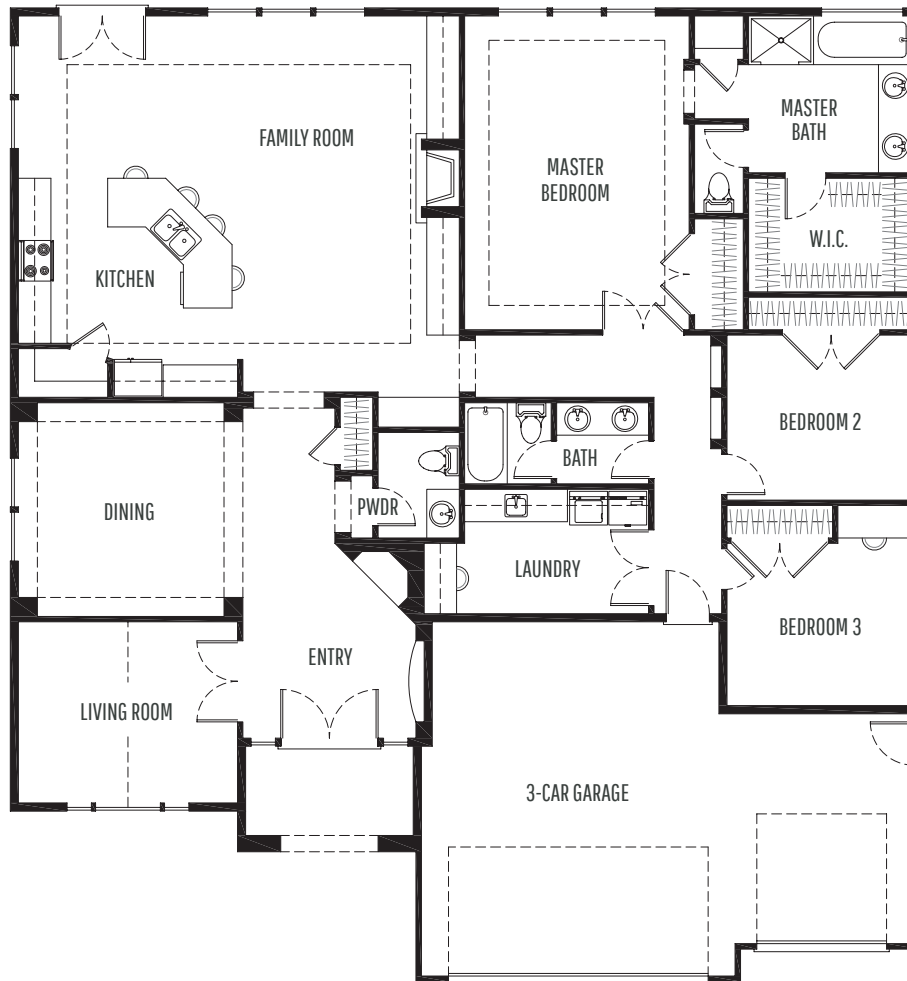 FAMILY ROOM
MASTER
BEDROOM
MASTER
BATH
W.I.C.
KITCHEN
BEDROOM 2
BATH
DINING
PWDR
LAUNDRY
BEDROOM 3
ENTRY
LIVING ROOM
3-CAR GARAGE